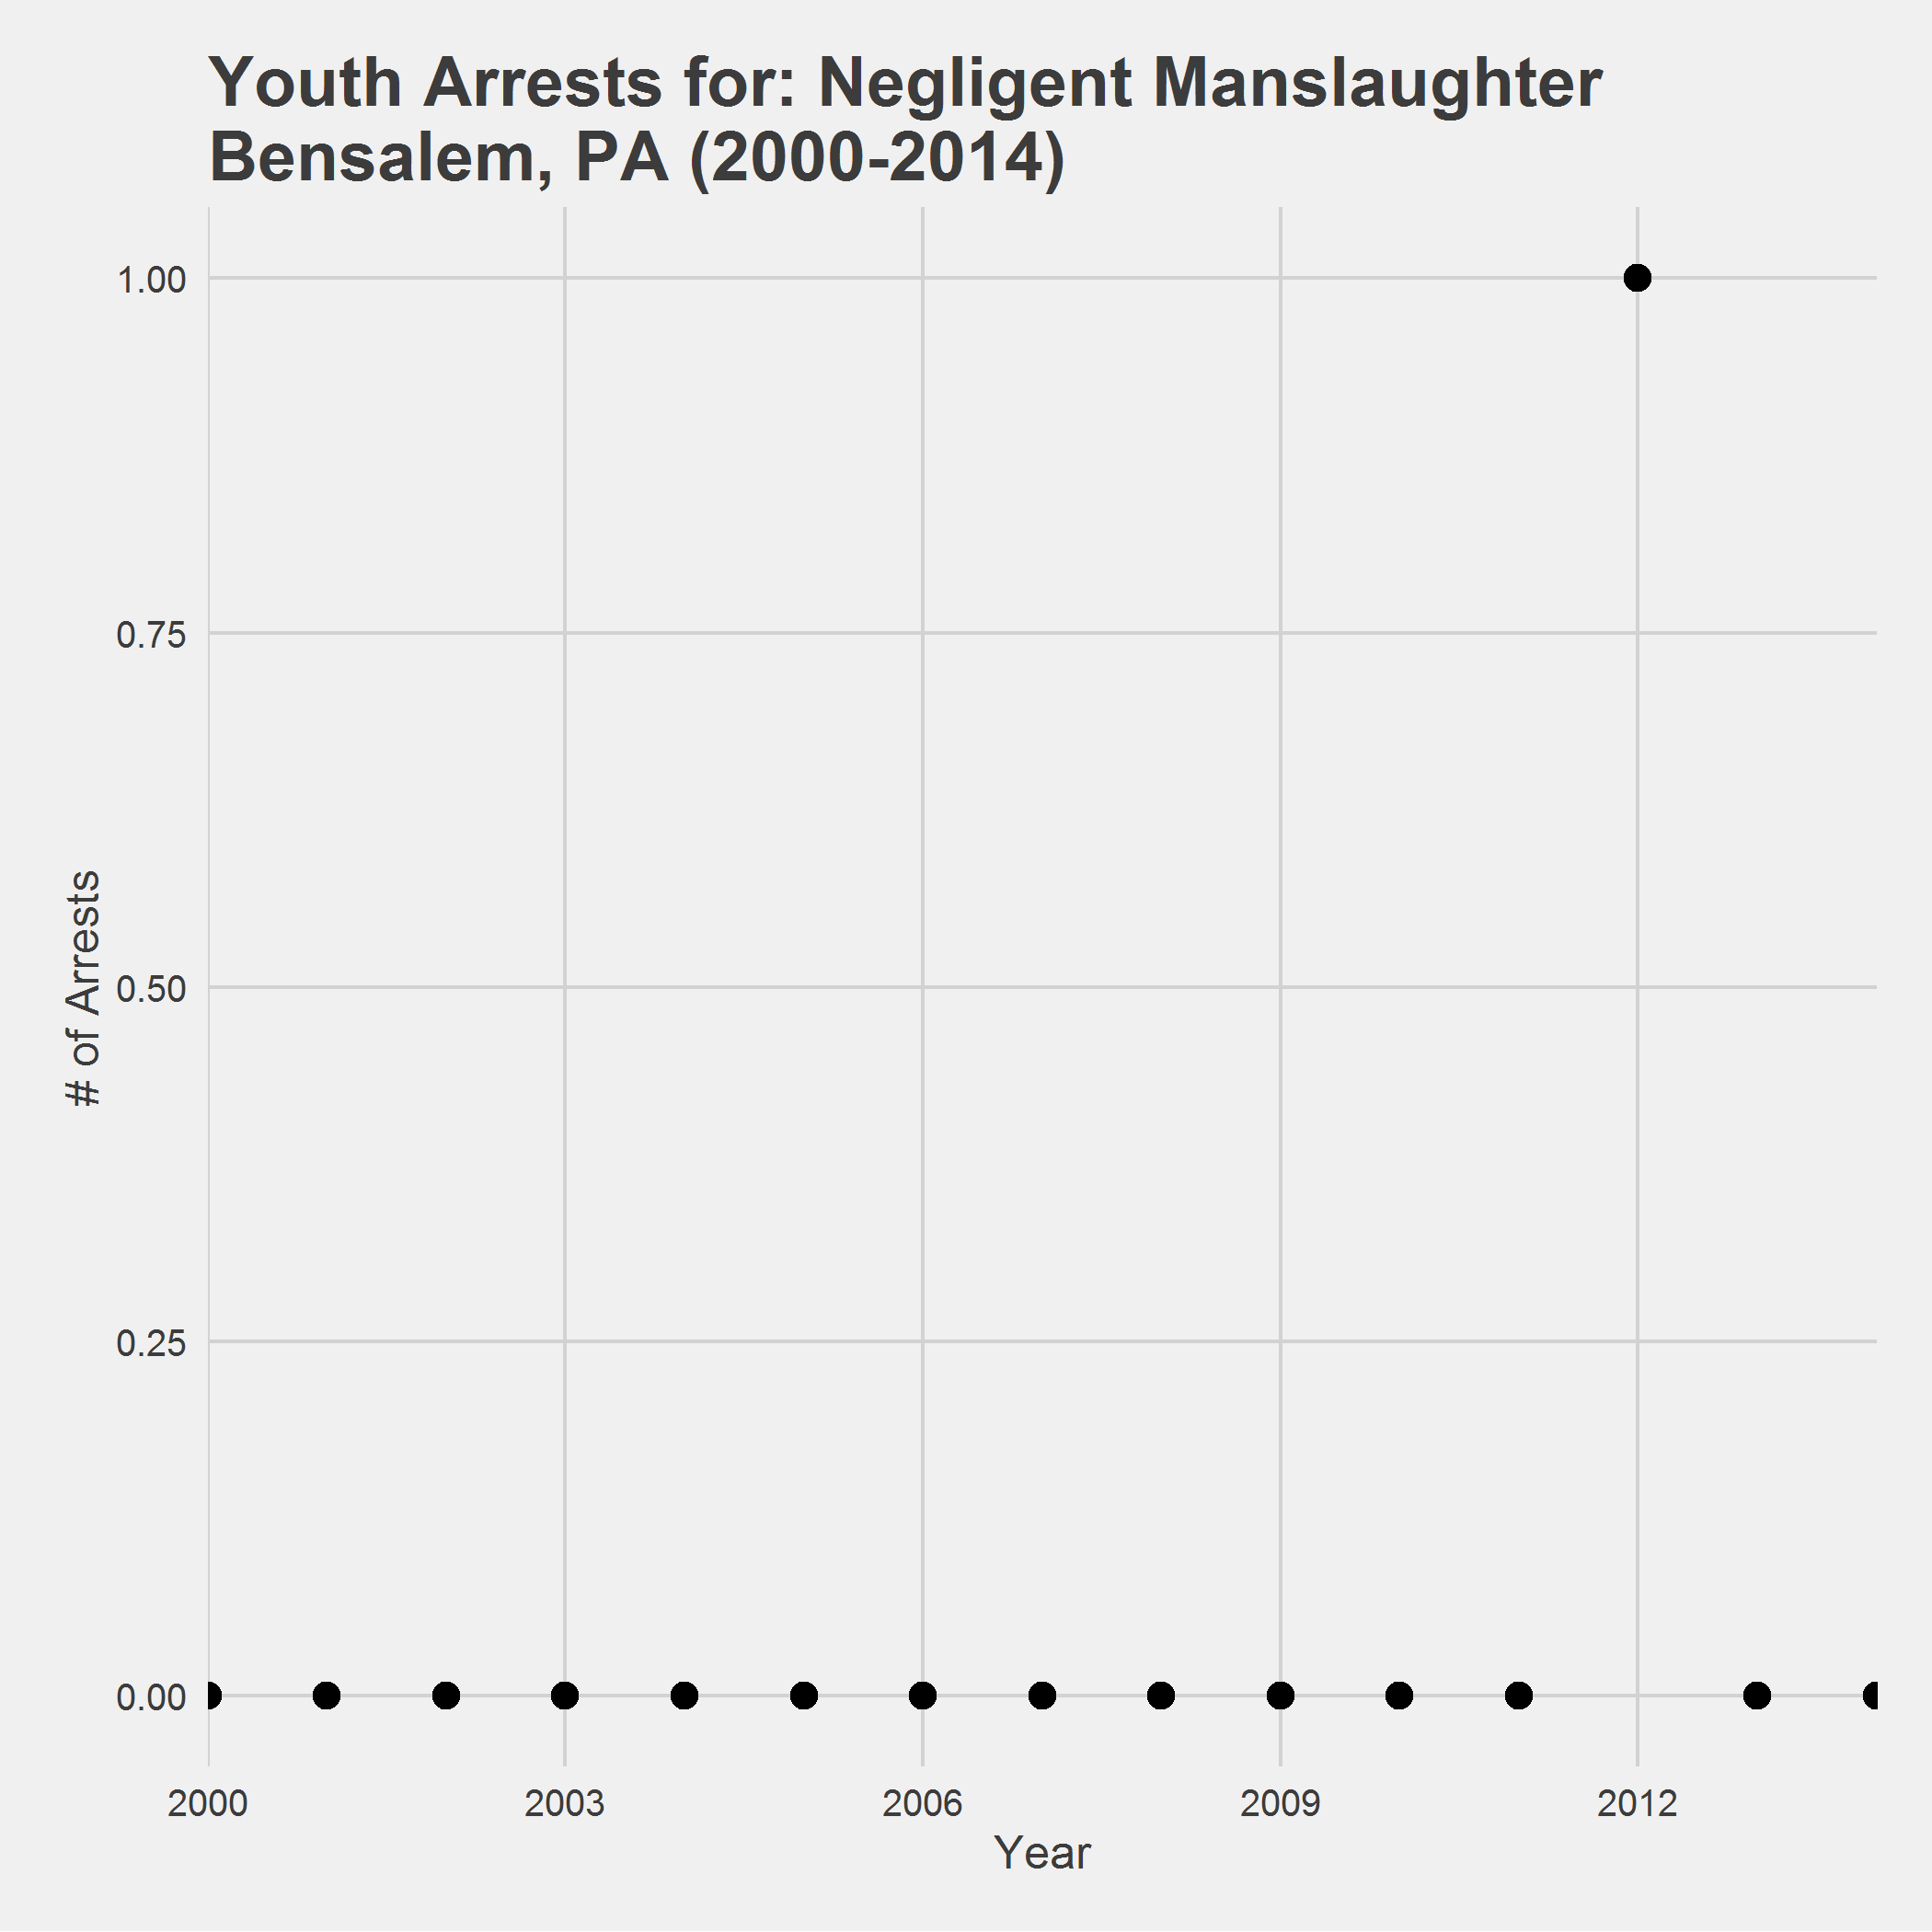 Youth Arrests for: Negligent Manslaughter
Bensalem, PA (2000-2014)
# of Arrests
1.00
0.75
0.50
0.25
0.00
2000 2003 2006 2009 2012
Year